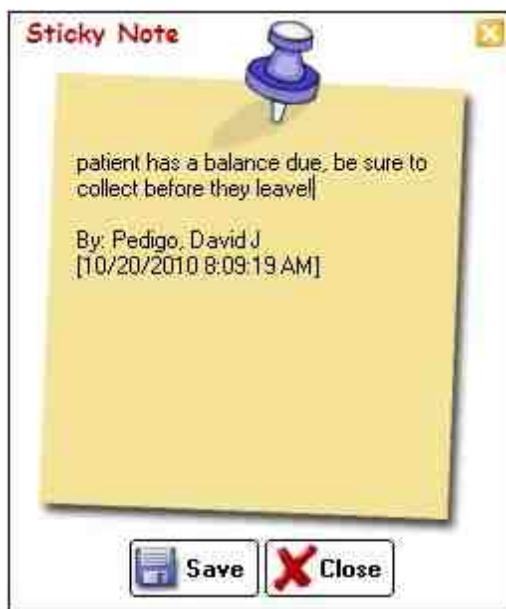 Sticky Note
patient has a balance due, be sure to
collect before they leave!
By: Pedigo, David J
[10/20/2010 8:09:19 AM]
Save
Close